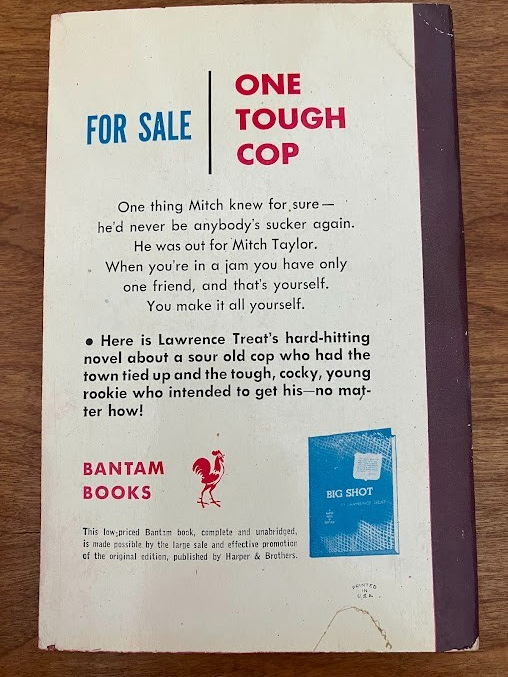 FOR SALE
ONE
TOUGH
COP
One thing Mitch knew for sure—
he'd never be anybody's sucker again.
He was out for Mitch Taylor.
When you're in a jam you have only
one friend, and that's yourself.
You make it all yourself.
● Here is Lawrence Treat's hard-hitting
novel about a sour old cop who had the
town tied up and the tough, cocky, young
rookie who intended to get his—no mat-
ter how!
BANTAM
BOOKS
BIG SHOT
BY LAWRENCE TREAT
This low-priced Bantam book, complete and unabridged,
is made possible by the large sale and effective promotion
of the original edition, published by Harper & Brothers.
PRINTED
IN
U.S.A.